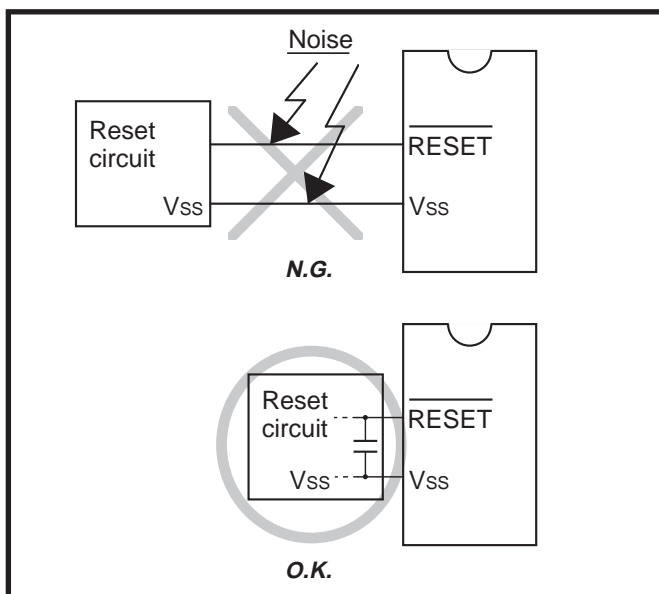 Noise
Reset
circuit
VSS
RESET
VSS
N.G.
Reset
circuit
VSS
RESET
VSS
O.K.